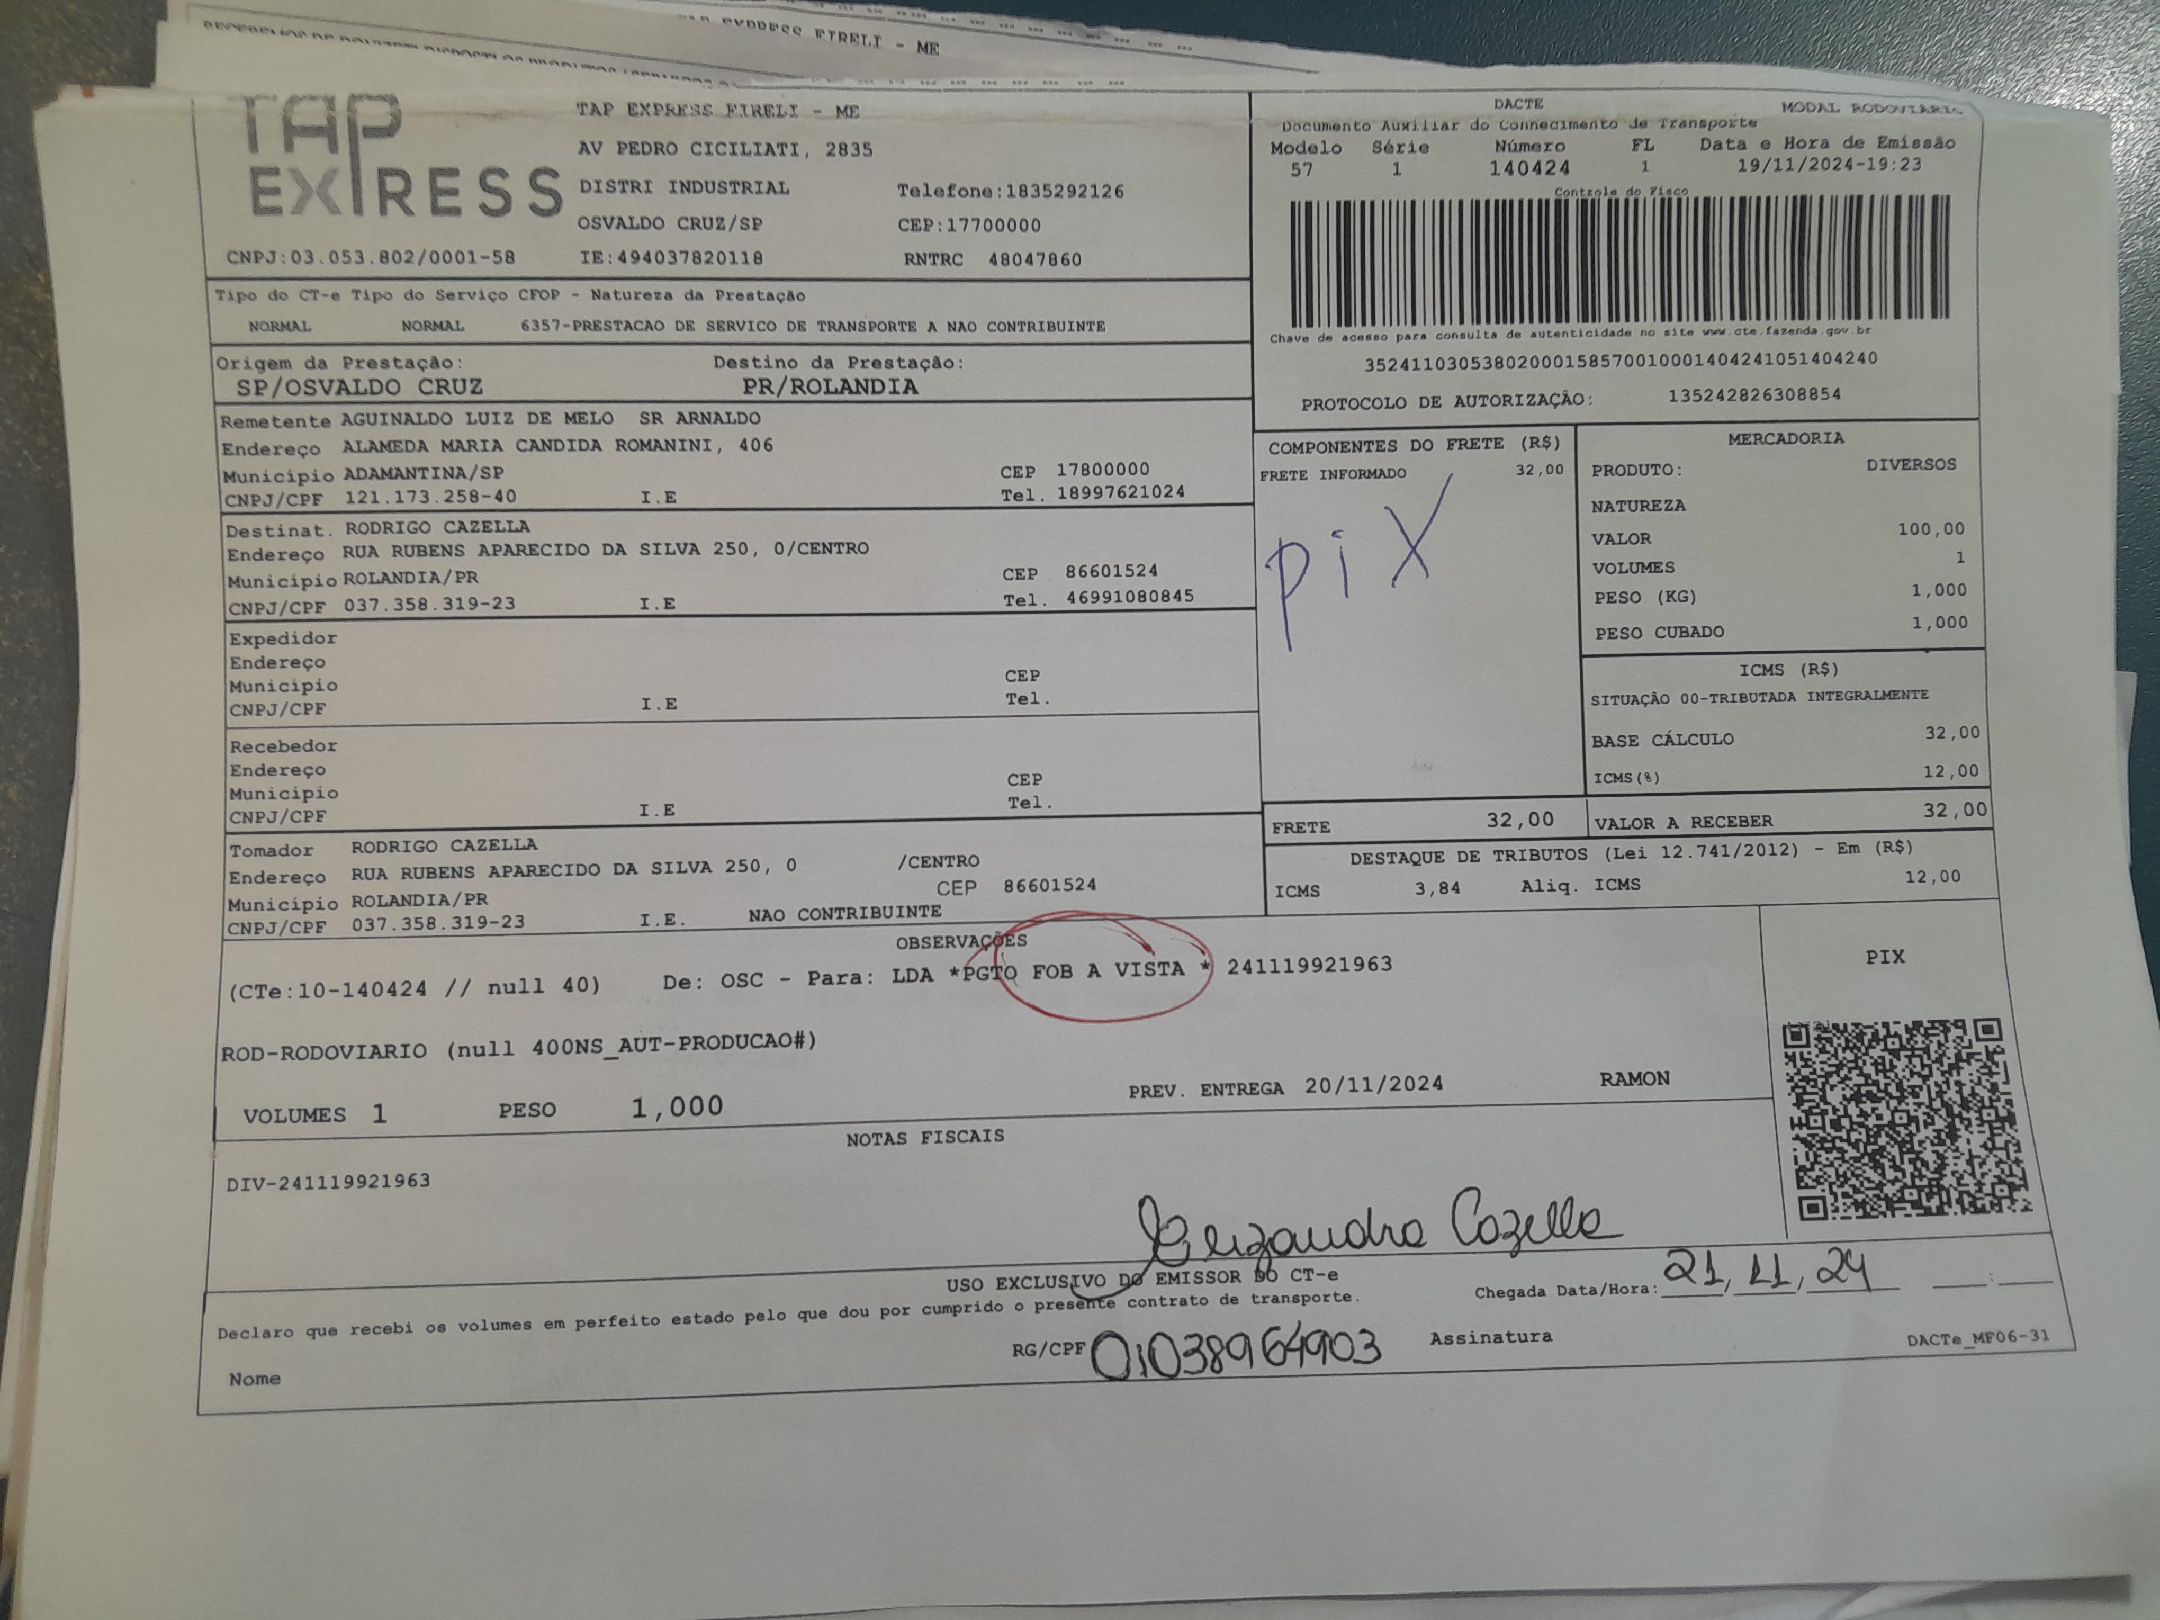 EXPRESS EIRELI - ME
TAP EXPRESS
TAP EXPRESS EIRELI - ME
AV PEDRO CICILIATI, 2835
DISTRI INDUSTRIAL Telefone:1835292126
OSVALDO CRUZ/SP CEP:17700000
CNPJ:03.053.802/0001-58 IE:494037820118 RNTRC 48047860
DACTE MODAL RODOVIARIO
Documento Auxiliar do Connecimento de Transporte
Modelo Série Número FL Data e Hora de Emissão
57 1 140424 1 19/11/2024-19:23
Controle do Fisco
Chave de acesso para consulta de autenticidade no site www.cte.fazenda.gov.br
35241103053802000158570010001404241051404240
PROTOCOLO DE AUTORIZAÇÃO: 135242826308854
Tipo do CT-e Tipo do Serviço CFOP - Natureza da Prestação
NORMAL NORMAL 6357-PRESTACAO DE SERVICO DE TRANSPORTE A NAO CONTRIBUINTE
Origem da Prestação: Destino da Prestação:
SP/OSVALDO CRUZ PR/ROLANDIA
Remetente AGUINALDO LUIZ DE MELO SR ARNALDO
Endereço ALAMEDA MARIA CANDIDA ROMANINI, 406
Município ADAMANTINA/SP CEP 17800000
CNPJ/CPF 121.173.258-40 I.E Tel. 18997621024
Destinat. RODRIGO CAZELLA
Endereço RUA RUBENS APARECIDO DA SILVA 250, 0/CENTRO
Município ROLANDIA/PR CEP 86601524
CNPJ/CPF 037.358.319-23 I.E Tel. 46991080845
Expedidor
Endereço
Município CEP
CNPJ/CPF I.E Tel.
Recebedor
Endereço
Município CEP
CNPJ/CPF I.E Tel.
Tomador RODRIGO CAZELLA
Endereço RUA RUBENS APARECIDO DA SILVA 250, 0 /CENTRO
Município ROLANDIA/PR CEP 86601524
CNPJ/CPF 037.358.319-23 I.E. NAO CONTRIBUINTE
COMPONENTES DO FRETE (R$)
FRETE INFORMADO 32,00
pix
MERCADORIA
PRODUTO: DIVERSOS
NATUREZA
VALOR 100,00
VOLUMES 1
PESO (KG) 1,000
PESO CUBADO 1,000
ICMS (R$)
SITUAÇÃO 00-TRIBUTADA INTEGRALMENTE
BASE CÁLCULO 32,00
ICMS(%) 12,00
FRETE 32,00 VALOR A RECEBER 32,00
DESTAQUE DE TRIBUTOS (Lei 12.741/2012) - Em (R$)
ICMS 3,84 Aliq. ICMS 12,00
OBSERVAÇÕES
(CTe:10-140424 // null 40) De: OSC - Para: LDA *PGTO FOB A VISTA * 241119921963
ROD-RODOVIARIO (null 400NS_AUT-PRODUCAO#)
VOLUMES 1 PESO 1,000 PREV. ENTREGA 20/11/2024 RAMON
PIX
NOTAS FISCAIS
DIV-241119921963
Elizandra Cazella
USO EXCLUSIVO DO EMISSOR DO CT-e
Chegada Data/Hora: 21, 11, 24 :
Declaro que recebi os volumes em perfeito estado pelo que dou por cumprido o presente contrato de transporte.
Nome RG/CPF 01038964903 Assinatura DACTe_MF06-31